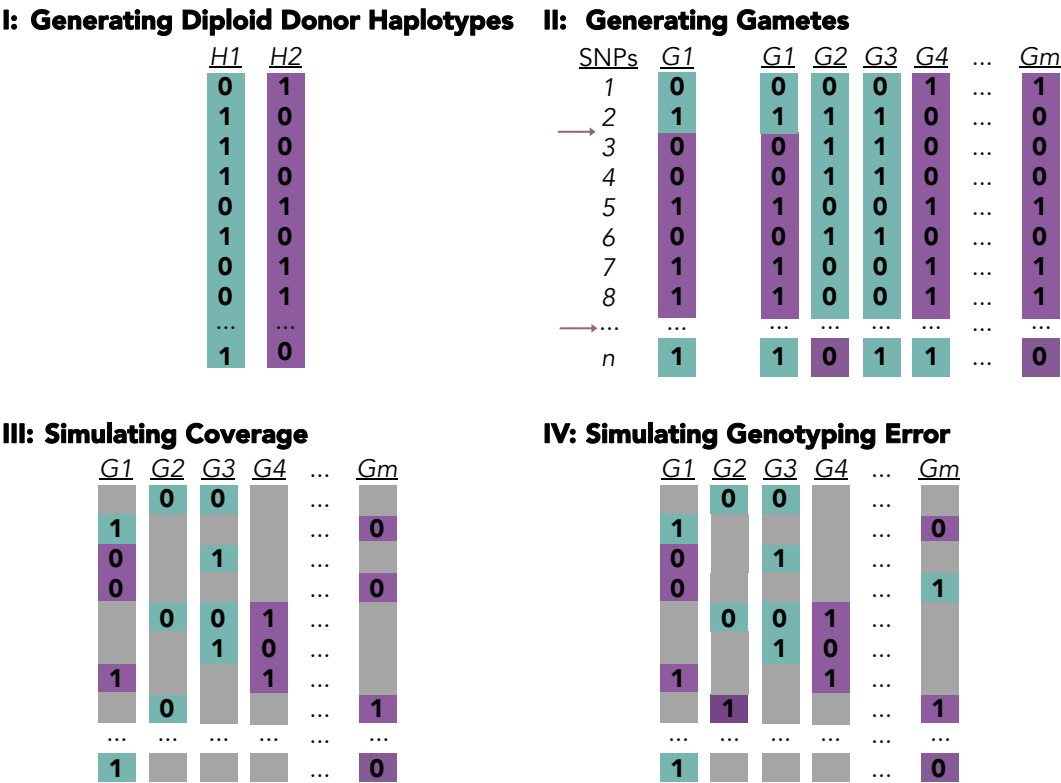 I: Generating Diploid Donor Haplotypes
H1 H2
0 1
1 0
1 0
1 0
0 1
1 0
0 1
0 1
... ...
1 0
II: Generating Gametes
SNPs G1 G1 G2 G3 G4 ... Gm
1 0 0 0 0 1 ... 1
2 1 1 1 1 0 ... 0
3 0 0 1 1 0 ... 0
4 0 0 1 1 0 ... 0
5 1 1 0 0 1 ... 1
6 0 0 1 1 0 ... 0
7 1 1 0 0 1 ... 1
8 1 1 0 0 1 ... 1
... ... ... ... ... ... ... ...
n 1 1 0 1 1 ... 0
III: Simulating Coverage
G1 G2 G3 G4 ... Gm
0 0 ...
1 ... 0
0 1 ...
0 ... 0
0 0 1 ...
1 0 ...
1 1 ...
0 ... 1
... ... ... ... ... ...
1 ... 0
IV: Simulating Genotyping Error
G1 G2 G3 G4 ... Gm
0 0 ...
1 ... 0
0 1 ...
0 ... 1
0 0 1 ...
1 0 ...
1 1 ...
1 ... 1
... ... ... ... ... ...
1 ... 0